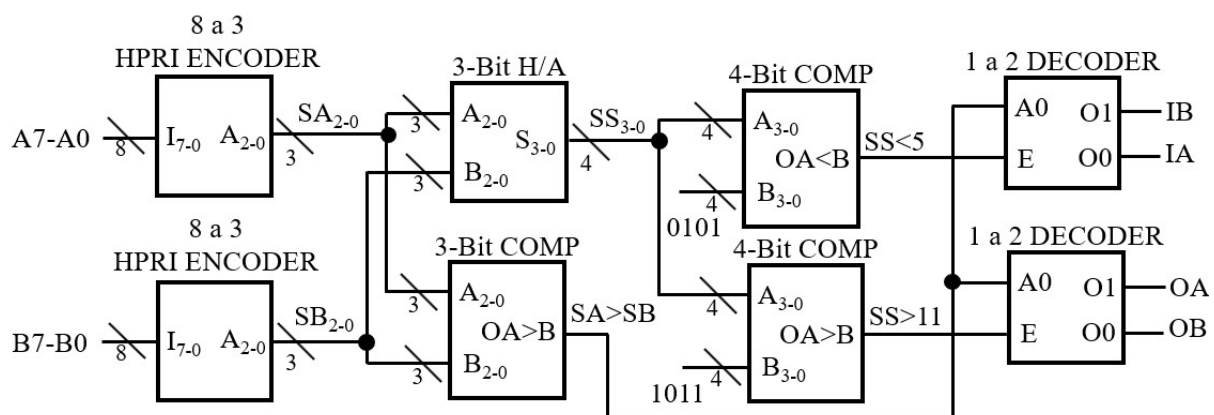 8 a 3
HPRI ENCODER
A7-A0
8
I7-0
A2-0
3
SA2-0
3-Bit H/A
3
A2-0
S3-0
3
B2-0
SS3-0
4
4-Bit COMP
4
A3-0
OA<B
4
B3-0
0101
SS<5
1 a 2 DECODER
A0
O1
IB
E
O0
IA
8 a 3
HPRI ENCODER
B7-B0
8
I7-0
A2-0
3
SB2-0
3-Bit COMP
3
A2-0
OA>B
3
B2-0
SA>SB
4-Bit COMP
4
A3-0
OA>B
4
B3-0
1011
SS>11
1 a 2 DECODER
A0
O1
OA
E
O0
OB